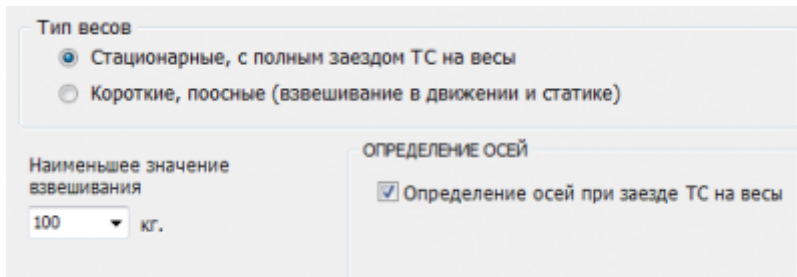 Тип весов
Стационарные, с полным заездом ТС на весы
Короткие, поосные (взвешивание в движении и статике)
Наименьшее значение
взвешивания
100 кг.
ОПРЕДЕЛЕНИЕ ОСЕЙ
Определение осей при заезде ТС на весы